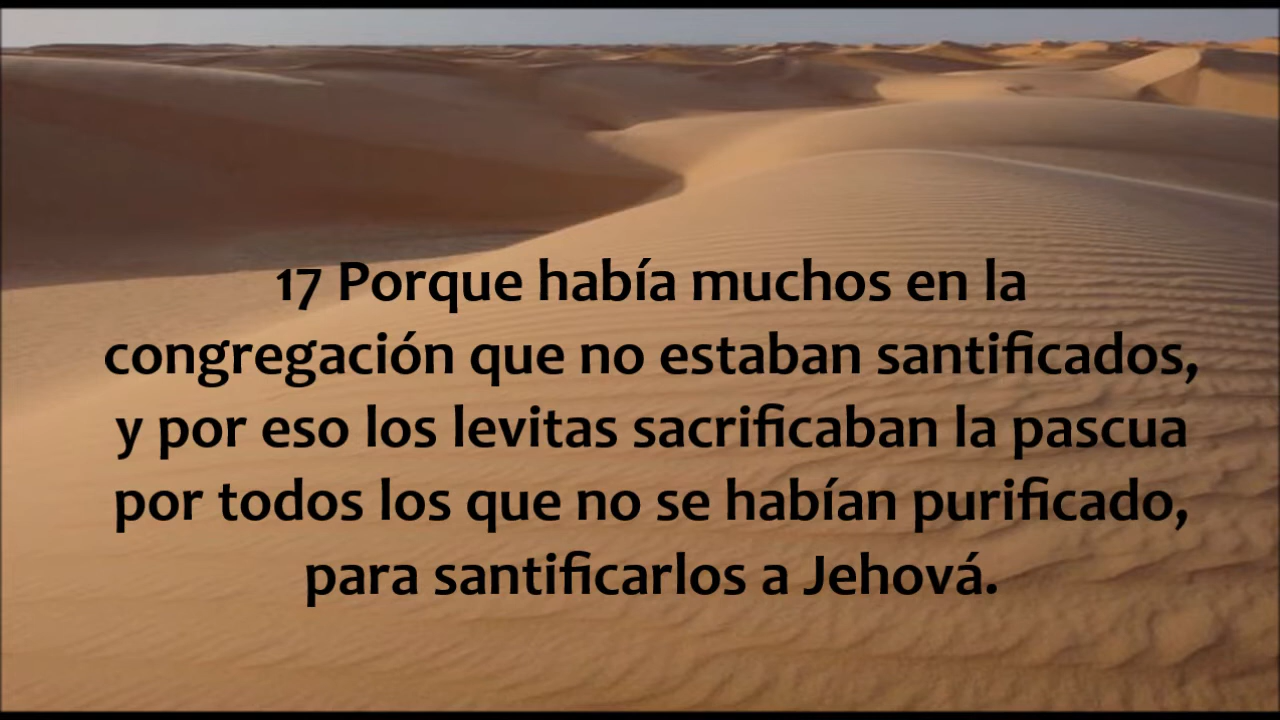 17 Porque había muchos en la
congregación que no estaban santificados,
y por eso los levitas sacrificaban la pascua
por todos los que no se habían purificado,
para santificarlos a Jehová.